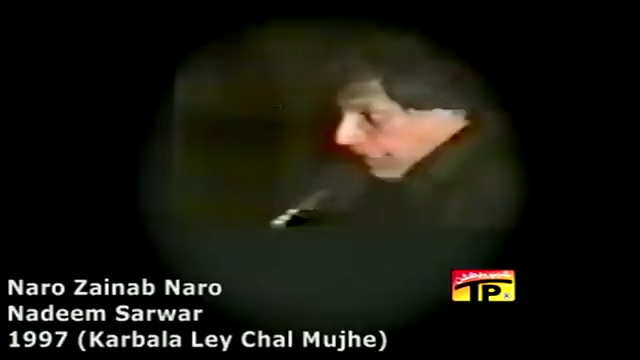 Naro Zainab Naro
Nadeem Sarwar
1997 (Karbala Ley Chal Mujhe)
TP